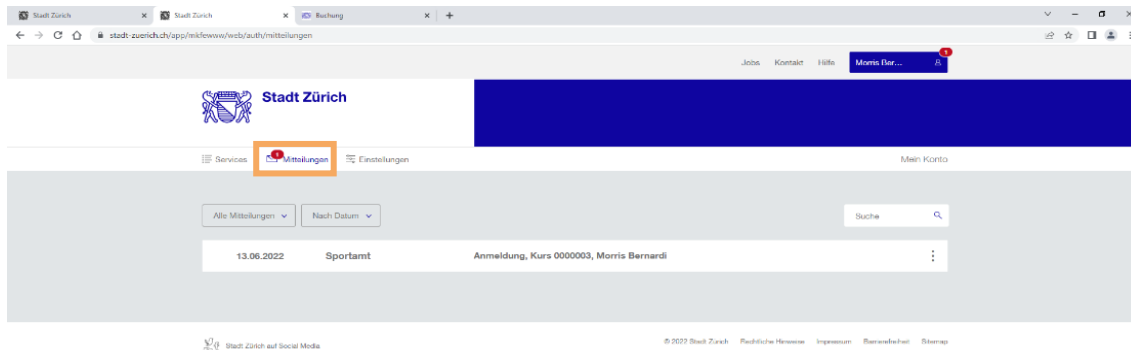 Stadt Zürich Stadt Zürich Buchung
stadt-zuerich.ch/app/mkfewww/web/auth/mitteilungen
Jobs Kontakt Hilfe Morris Ber... 1
Stadt Zürich
Services 1 Mitteilungen Einstellungen Mein Konto
Alle Mitteilungen Nach Datum Suche
13.06.2022 Sportamt Anmeldung, Kurs 0000003, Morris Bernardi
Stadt Zürich auf Social Media © 2022 Stadt Zürich Rechtliche Hinweise Impressum Barrierefreiheit Sitemap